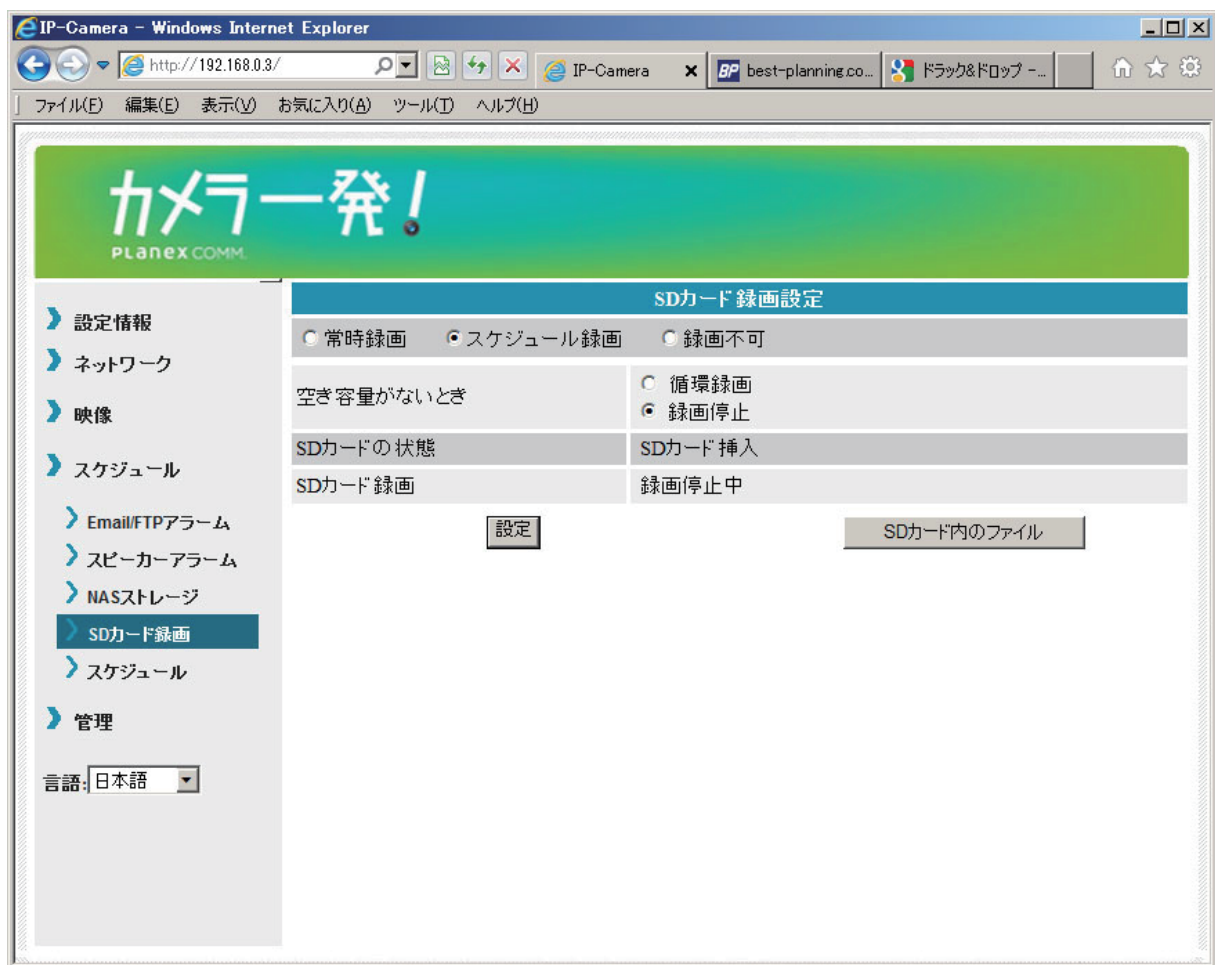 IP-Camera - Windows Internet Explorer
http://192.168.0.3/
IP-Camera
BP best-planning.co...
ドラック&ドロップ -...
ファイル(F) 編集(E) 表示(V) お気に入り(A) ツール(T) ヘルプ(H)
カメラ一発!
PLANEX COMM.
設定情報
ネットワーク
映像
スケジュール
Email/FTPアラーム
スピーカーアラーム
NASストレージ
SDカード録画
スケジュール
管理
言語: 日本語
SDカード録画設定
常時録画 スケジュール録画 録画不可
空き容量がないとき
循環録画
録画停止
SDカードの状態 SDカード挿入
SDカード録画 録画停止中
設定 SDカード内のファイル